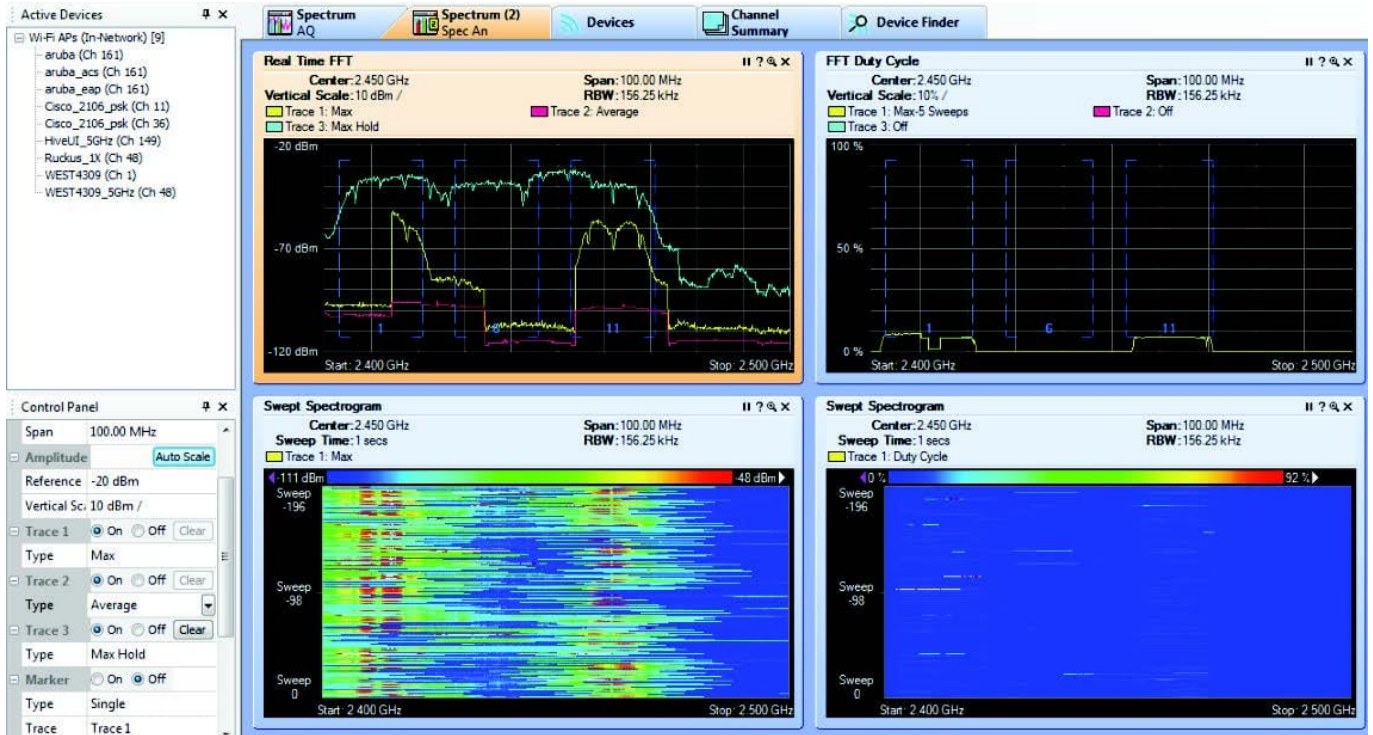 Active Devices
Wi-Fi APs (In-Network) [9]
aruba (Ch 161)
aruba_acs (Ch 161)
aruba_eap (Ch 161)
Cisco_2106_psk (Ch 11)
Cisco_2106_psk (Ch 36)
HiveUI_5GHz (Ch 149)
Ruckus_1X (Ch 48)
WEST4309 (Ch 1)
WEST4309_5GHz (Ch 48)
Control Panel
Span 100.00 MHz
Amplitude Auto Scale
Reference -20 dBm
Vertical Sc 10 dBm /
Trace 1 On Off Clear
Type Max
Trace 2 On Off Clear
Type Average
Trace 3 On Off Clear
Type Max Hold
Marker On Off
Type Single
Trace Trace 1
Spectrum AQ
Spectrum (2) Spec An
Devices
Channel Summary
Device Finder
Real Time FFT
Center: 2.450 GHz Span: 100.00 MHz
Vertical Scale: 10 dBm / RBW: 156.25 kHz
Trace 1: Max Trace 2: Average
Trace 3: Max Hold
-20 dBm
-70 dBm
1 6 11
-120 dBm
Start: 2.400 GHz Stop: 2.500 GHz
FFT Duty Cycle
Center: 2.450 GHz Span: 100.00 MHz
Vertical Scale: 10% / RBW: 156.25 kHz
Trace 1: Max-5 Sweeps Trace 2: Off
Trace 3: Off
100 %
50 %
1 6 11
0 %
Start: 2.400 GHz Stop: 2.500 GHz
Swept Spectrogram
Center: 2.450 GHz Span: 100.00 MHz
Sweep Time: 1 secs RBW: 156.25 kHz
Trace 1: Max
-111 dBm -48 dBm
Sweep
-196
Sweep
-98
Sweep
0
Start: 2.400 GHz Stop: 2.500 GHz
Swept Spectrogram
Center: 2.450 GHz Span: 100.00 MHz
Sweep Time: 1 secs RBW: 156.25 kHz
Trace 1: Duty Cycle
0 % 92 %
Sweep
-196
Sweep
-98
Sweep
0
Start: 2.400 GHz Stop: 2.500 GHz